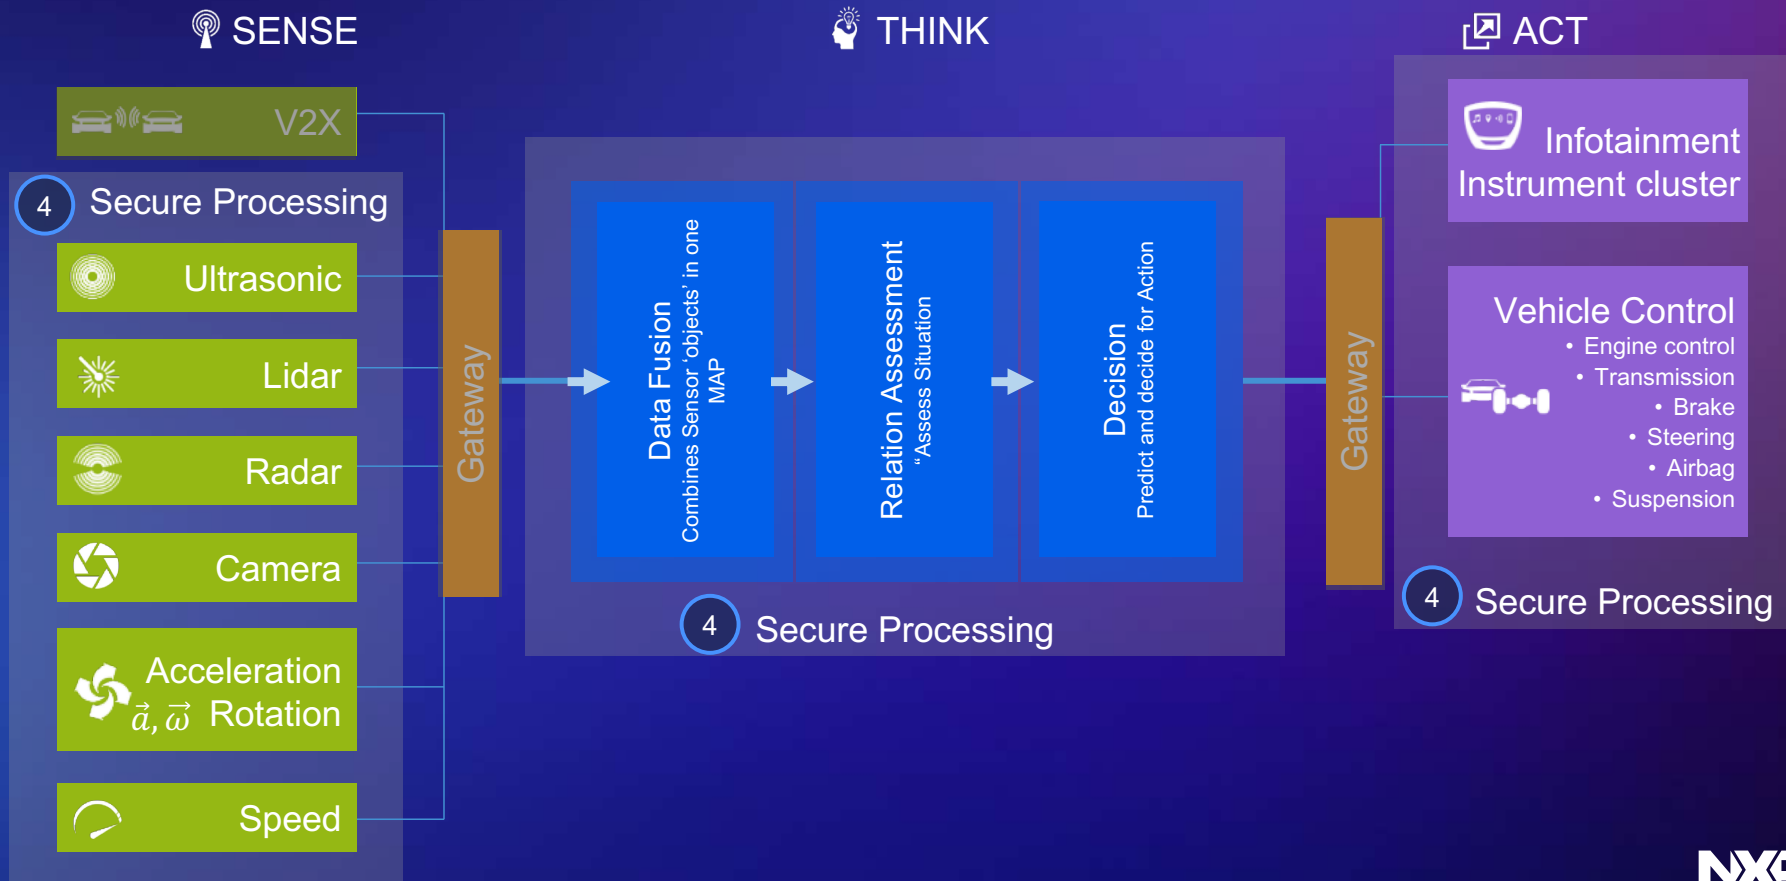 SENSE
THINK
ACT
V2X
4
Secure Processing
Ultrasonic
Lidar
Radar
Camera
Acceleration
a⃗, ω⃗ Rotation
Speed
Gateway
Data Fusion
Combines Sensor ‘objects’ in one
MAP
Relation Assessment
“Assess Situation
Decision
Predict and decide for Action
4
Secure Processing
Gateway
Infotainment
Instrument cluster
Vehicle Control
• Engine control
• Transmission
• Brake
• Steering
• Airbag
• Suspension
4
Secure Processing
NXP